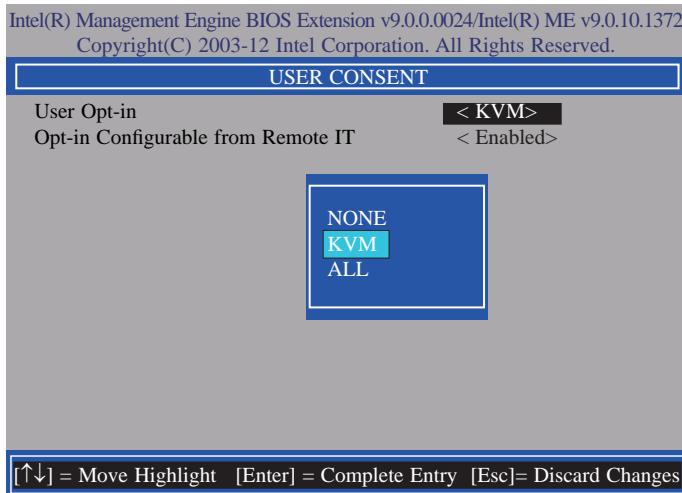 Intel(R) Management Engine BIOS Extension v9.0.0.0024/Intel(R) ME v9.0.10.1372
Copyright(C) 2003-12 Intel Corporation. All Rights Reserved.
USER CONSENT
User Opt-in < KVM>
Opt-in Configurable from Remote IT < Enabled>
NONE
KVM
ALL
[↑↓] = Move Highlight [Enter] = Complete Entry [Esc]= Discard Changes